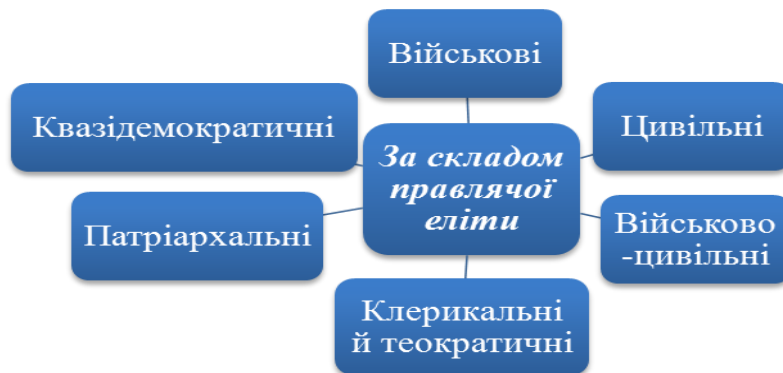 Військові
Квазідемократичні
Цивільні
За складом
правлячої
еліти
Патріархальні
Військово
-цивільні
Клерикальні
й теократичні